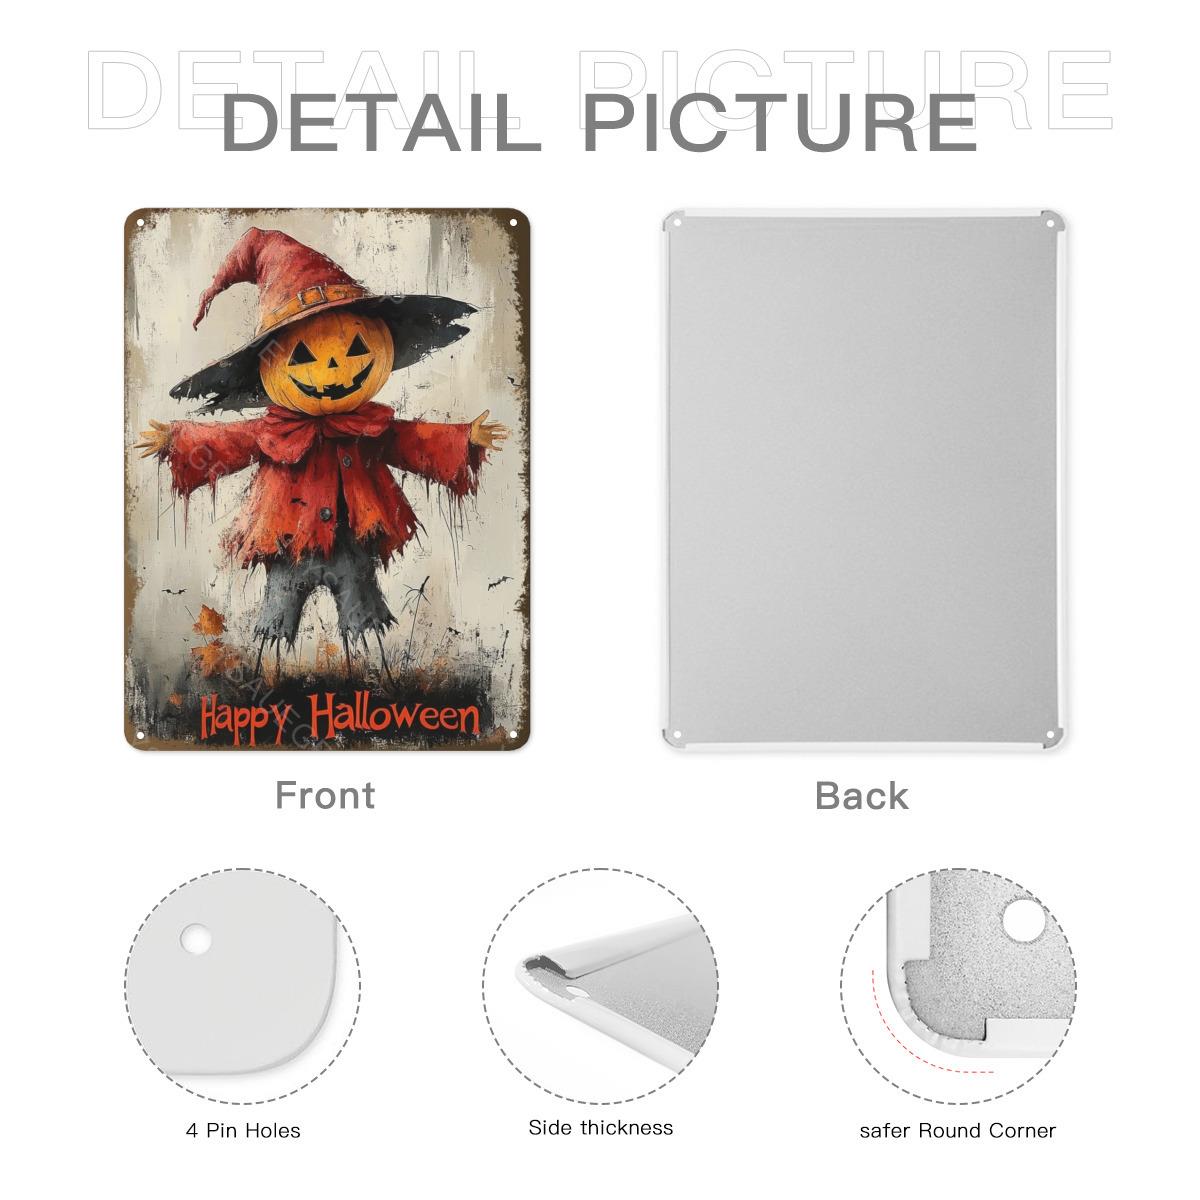 DETAIL PICTURE
DETAIL PICTURE
Happy Halloween
Front
Back
4 Pin Holes
Side thickness
safer Round Corner